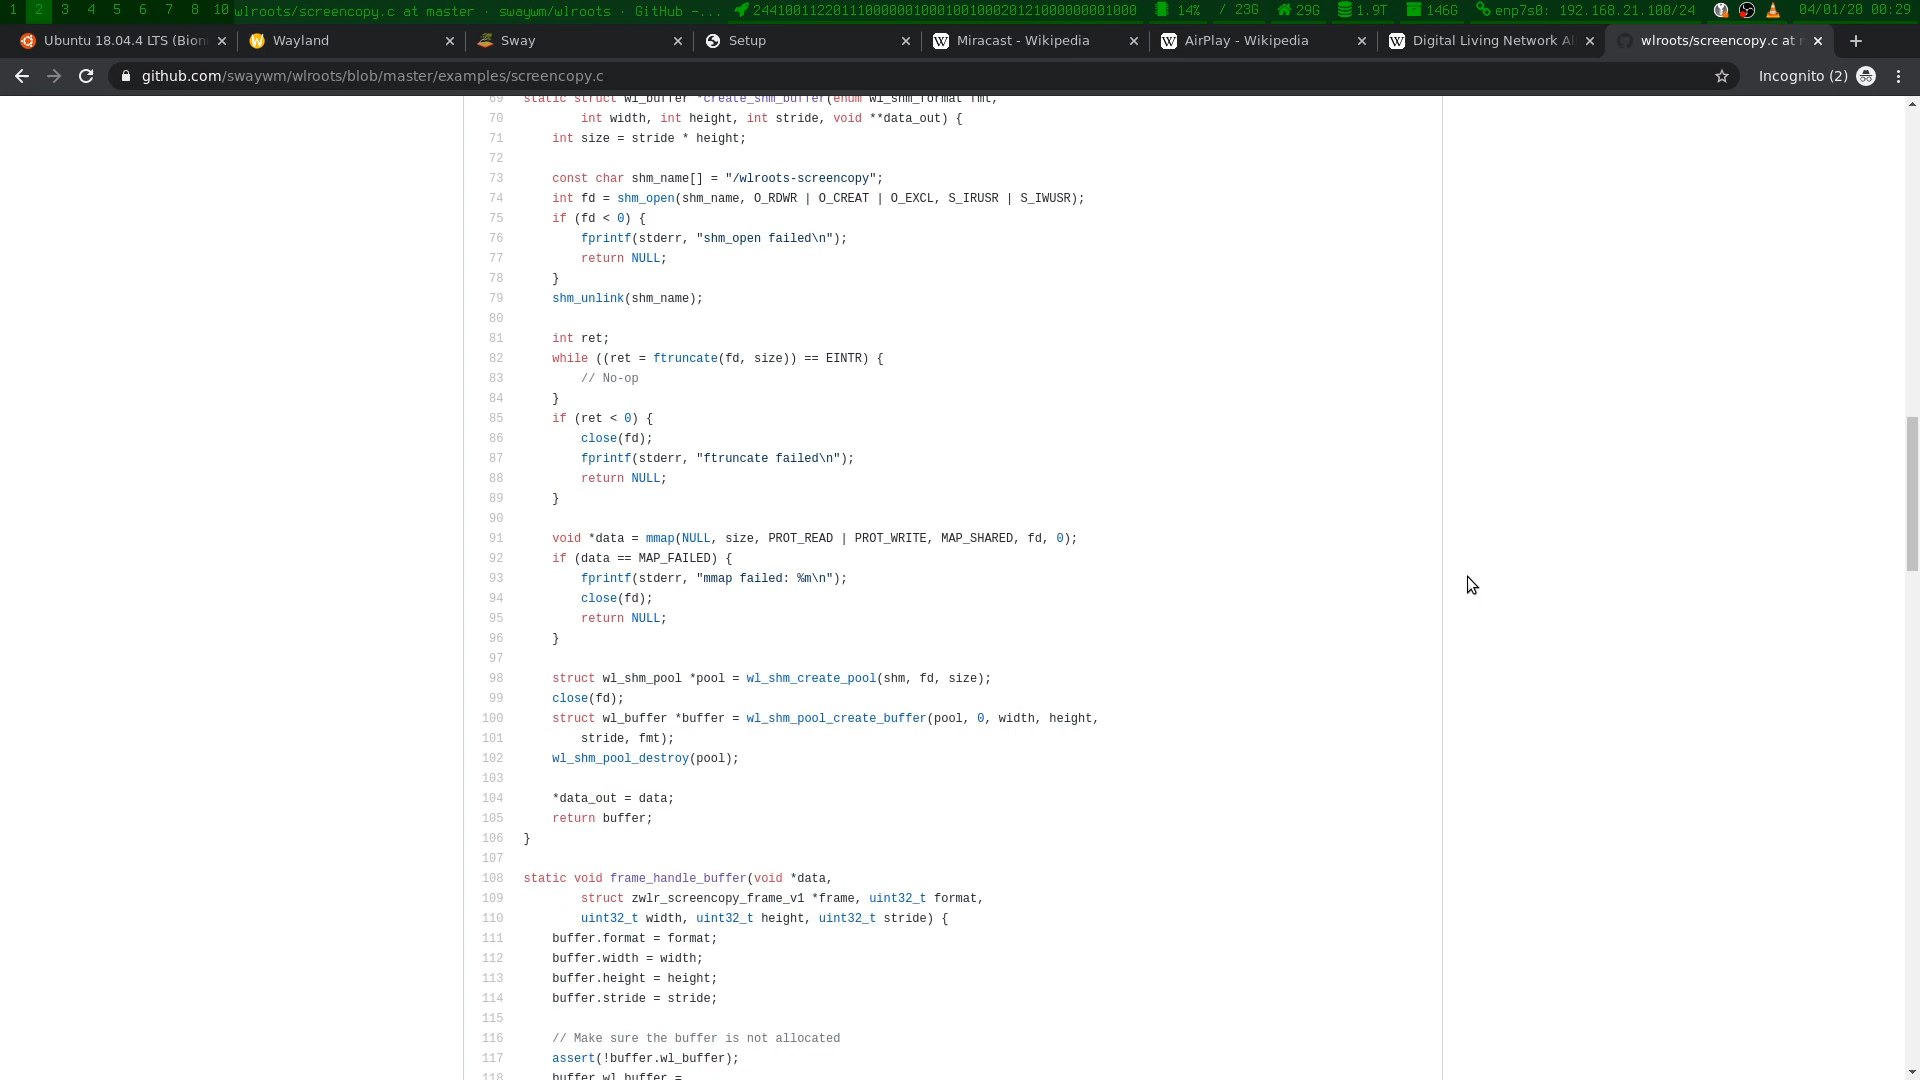 1 2 3 4 5 6 7 8 10 wlroots/screencopy.c at master · swaywm/wlroots · GitHub –... 14% / 23G 29G 1.9T 146G enp7s0: 192.168.21.100/24 04/01/20 00:29
Ubuntu 18.04.4 LTS (Bion Wayland Sway Setup Miracast - Wikipedia AirPlay - Wikipedia Digital Living Network Al wlroots/screencopy.c at
github.com/swaywm/wlroots/blob/master/examples/screencopy.c Incognito (2)
69 static struct wl_buffer *create_shm_buffer(enum wl_shm_format fmt,
70 int width, int height, int stride, void **data_out) {
71 int size = stride * height;
72
73 const char shm_name[] = "/wlroots-screencopy";
74 int fd = shm_open(shm_name, O_RDWR | O_CREAT | O_EXCL, S_IRUSR | S_IWUSR);
75 if (fd < 0) {
76 fprintf(stderr, "shm_open failed\n");
77 return NULL;
78 }
79 shm_unlink(shm_name);
80
81 int ret;
82 while ((ret = ftruncate(fd, size)) == EINTR) {
83 // No-op
84 }
85 if (ret < 0) {
86 close(fd);
87 fprintf(stderr, "ftruncate failed\n");
88 return NULL;
89 }
90
91 void *data = mmap(NULL, size, PROT_READ | PROT_WRITE, MAP_SHARED, fd, 0);
92 if (data == MAP_FAILED) {
93 fprintf(stderr, "mmap failed: %m\n");
94 close(fd);
95 return NULL;
96 }
97
98 struct wl_shm_pool *pool = wl_shm_create_pool(shm, fd, size);
99 close(fd);
100 struct wl_buffer *buffer = wl_shm_pool_create_buffer(pool, 0, width, height,
101 stride, fmt);
102 wl_shm_pool_destroy(pool);
103
104 *data_out = data;
105 return buffer;
106 }
107
108 static void frame_handle_buffer(void *data,
109 struct zwlr_screencopy_frame_v1 *frame, uint32_t format,
110 uint32_t width, uint32_t height, uint32_t stride) {
111 buffer.format = format;
112 buffer.width = width;
113 buffer.height = height;
114 buffer.stride = stride;
115
116 // Make sure the buffer is not allocated
117 assert(!buffer.wl_buffer);
118 buffer.wl_buffer =